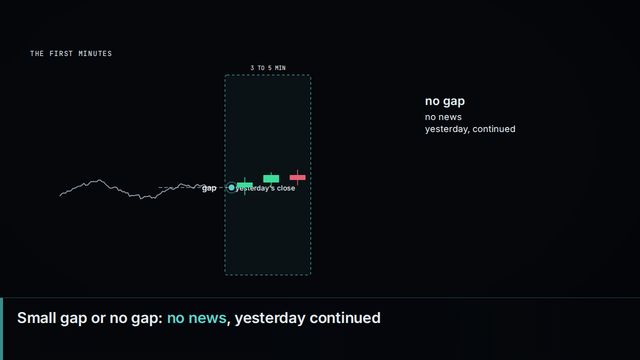 THE FIRST MINUTES
3 TO 5 MIN
no gap
no news
yesterday, continued
gap
yesterday's close
Small gap or no gap: no news, yesterday continued